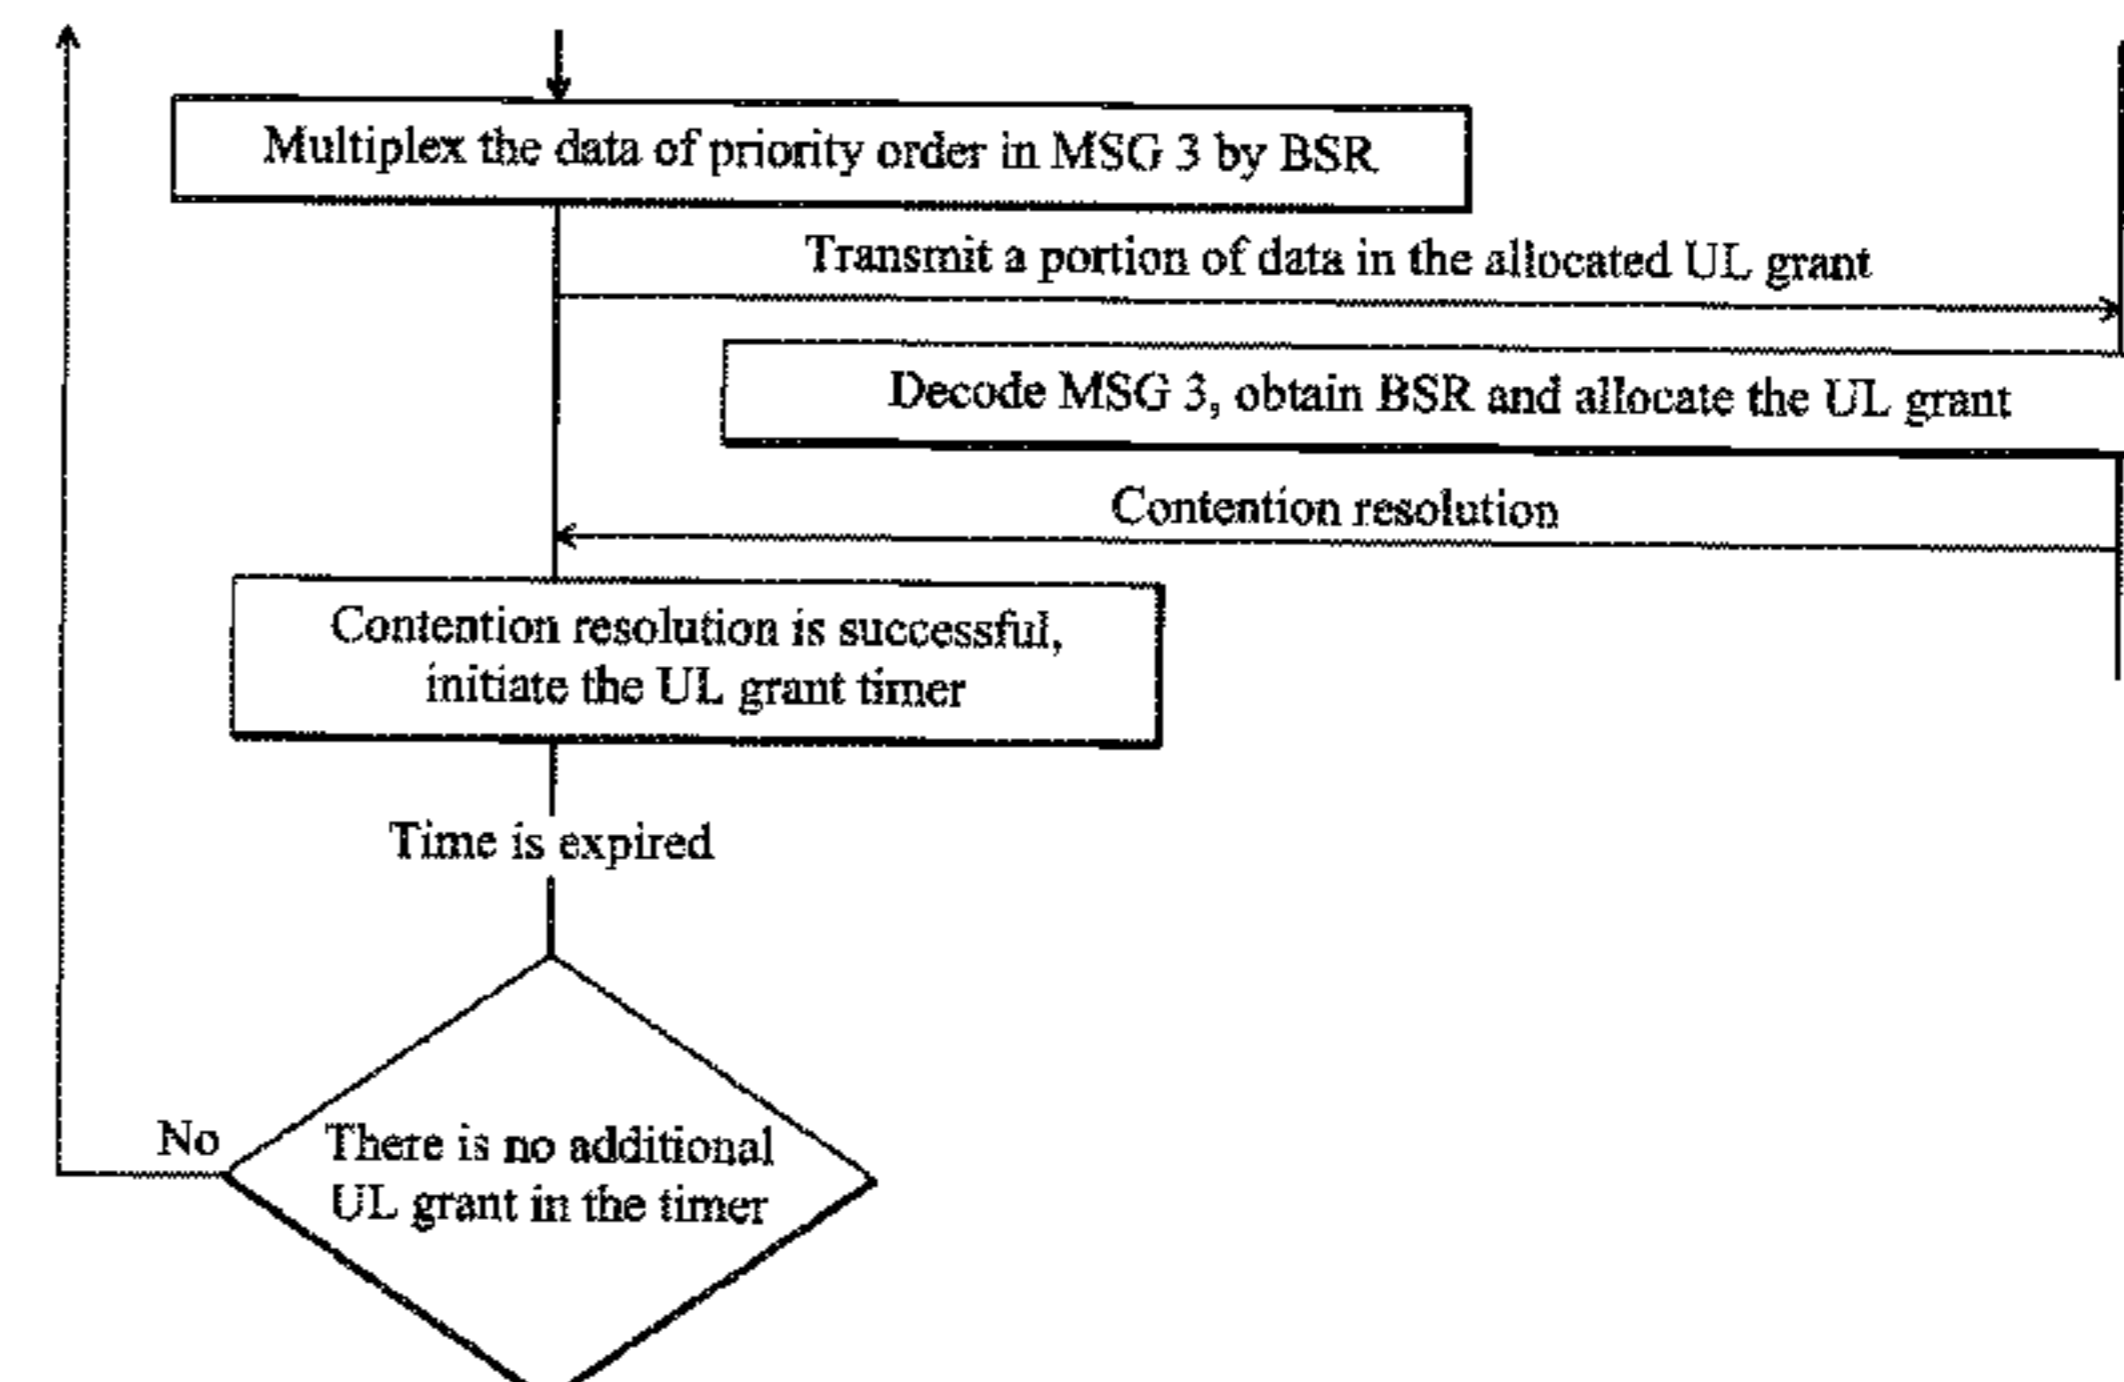 Multiplex the data of priority order in MSG 3 by BSR
Transmit a portion of data in the allocated UL grant
Decode MSG 3, obtain BSR and allocate the UL grant
Contention resolution
Contention resolution is successful,
initiate the UL grant timer
Time is expired
No
There is no additional
UL grant in the timer